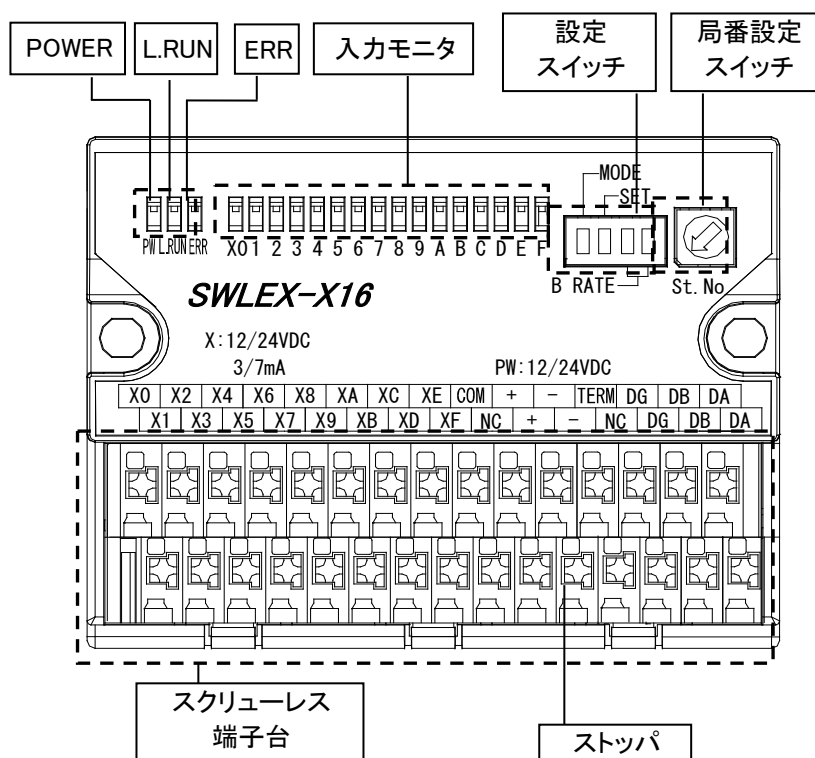 POWER
L.RUN
ERR
入力モニタ
設定
スイッチ
局番設定
スイッチ
MODE
SET
PW L.RUN ERR
X0 1 2 3 4 5 6 7 8 9 A B C D E F
B RATE
St.No.
SWLEX-X16
X:12/24VDC
3/7mA
PW:12/24VDC
X0 X2 X4 X6 X8 XA XC XE COM + - TERM DG DB DA
X1 X3 X5 X7 X9 XB XD XF NC + - NC DG DB DA
スクリューレス
端子台
ストッパ